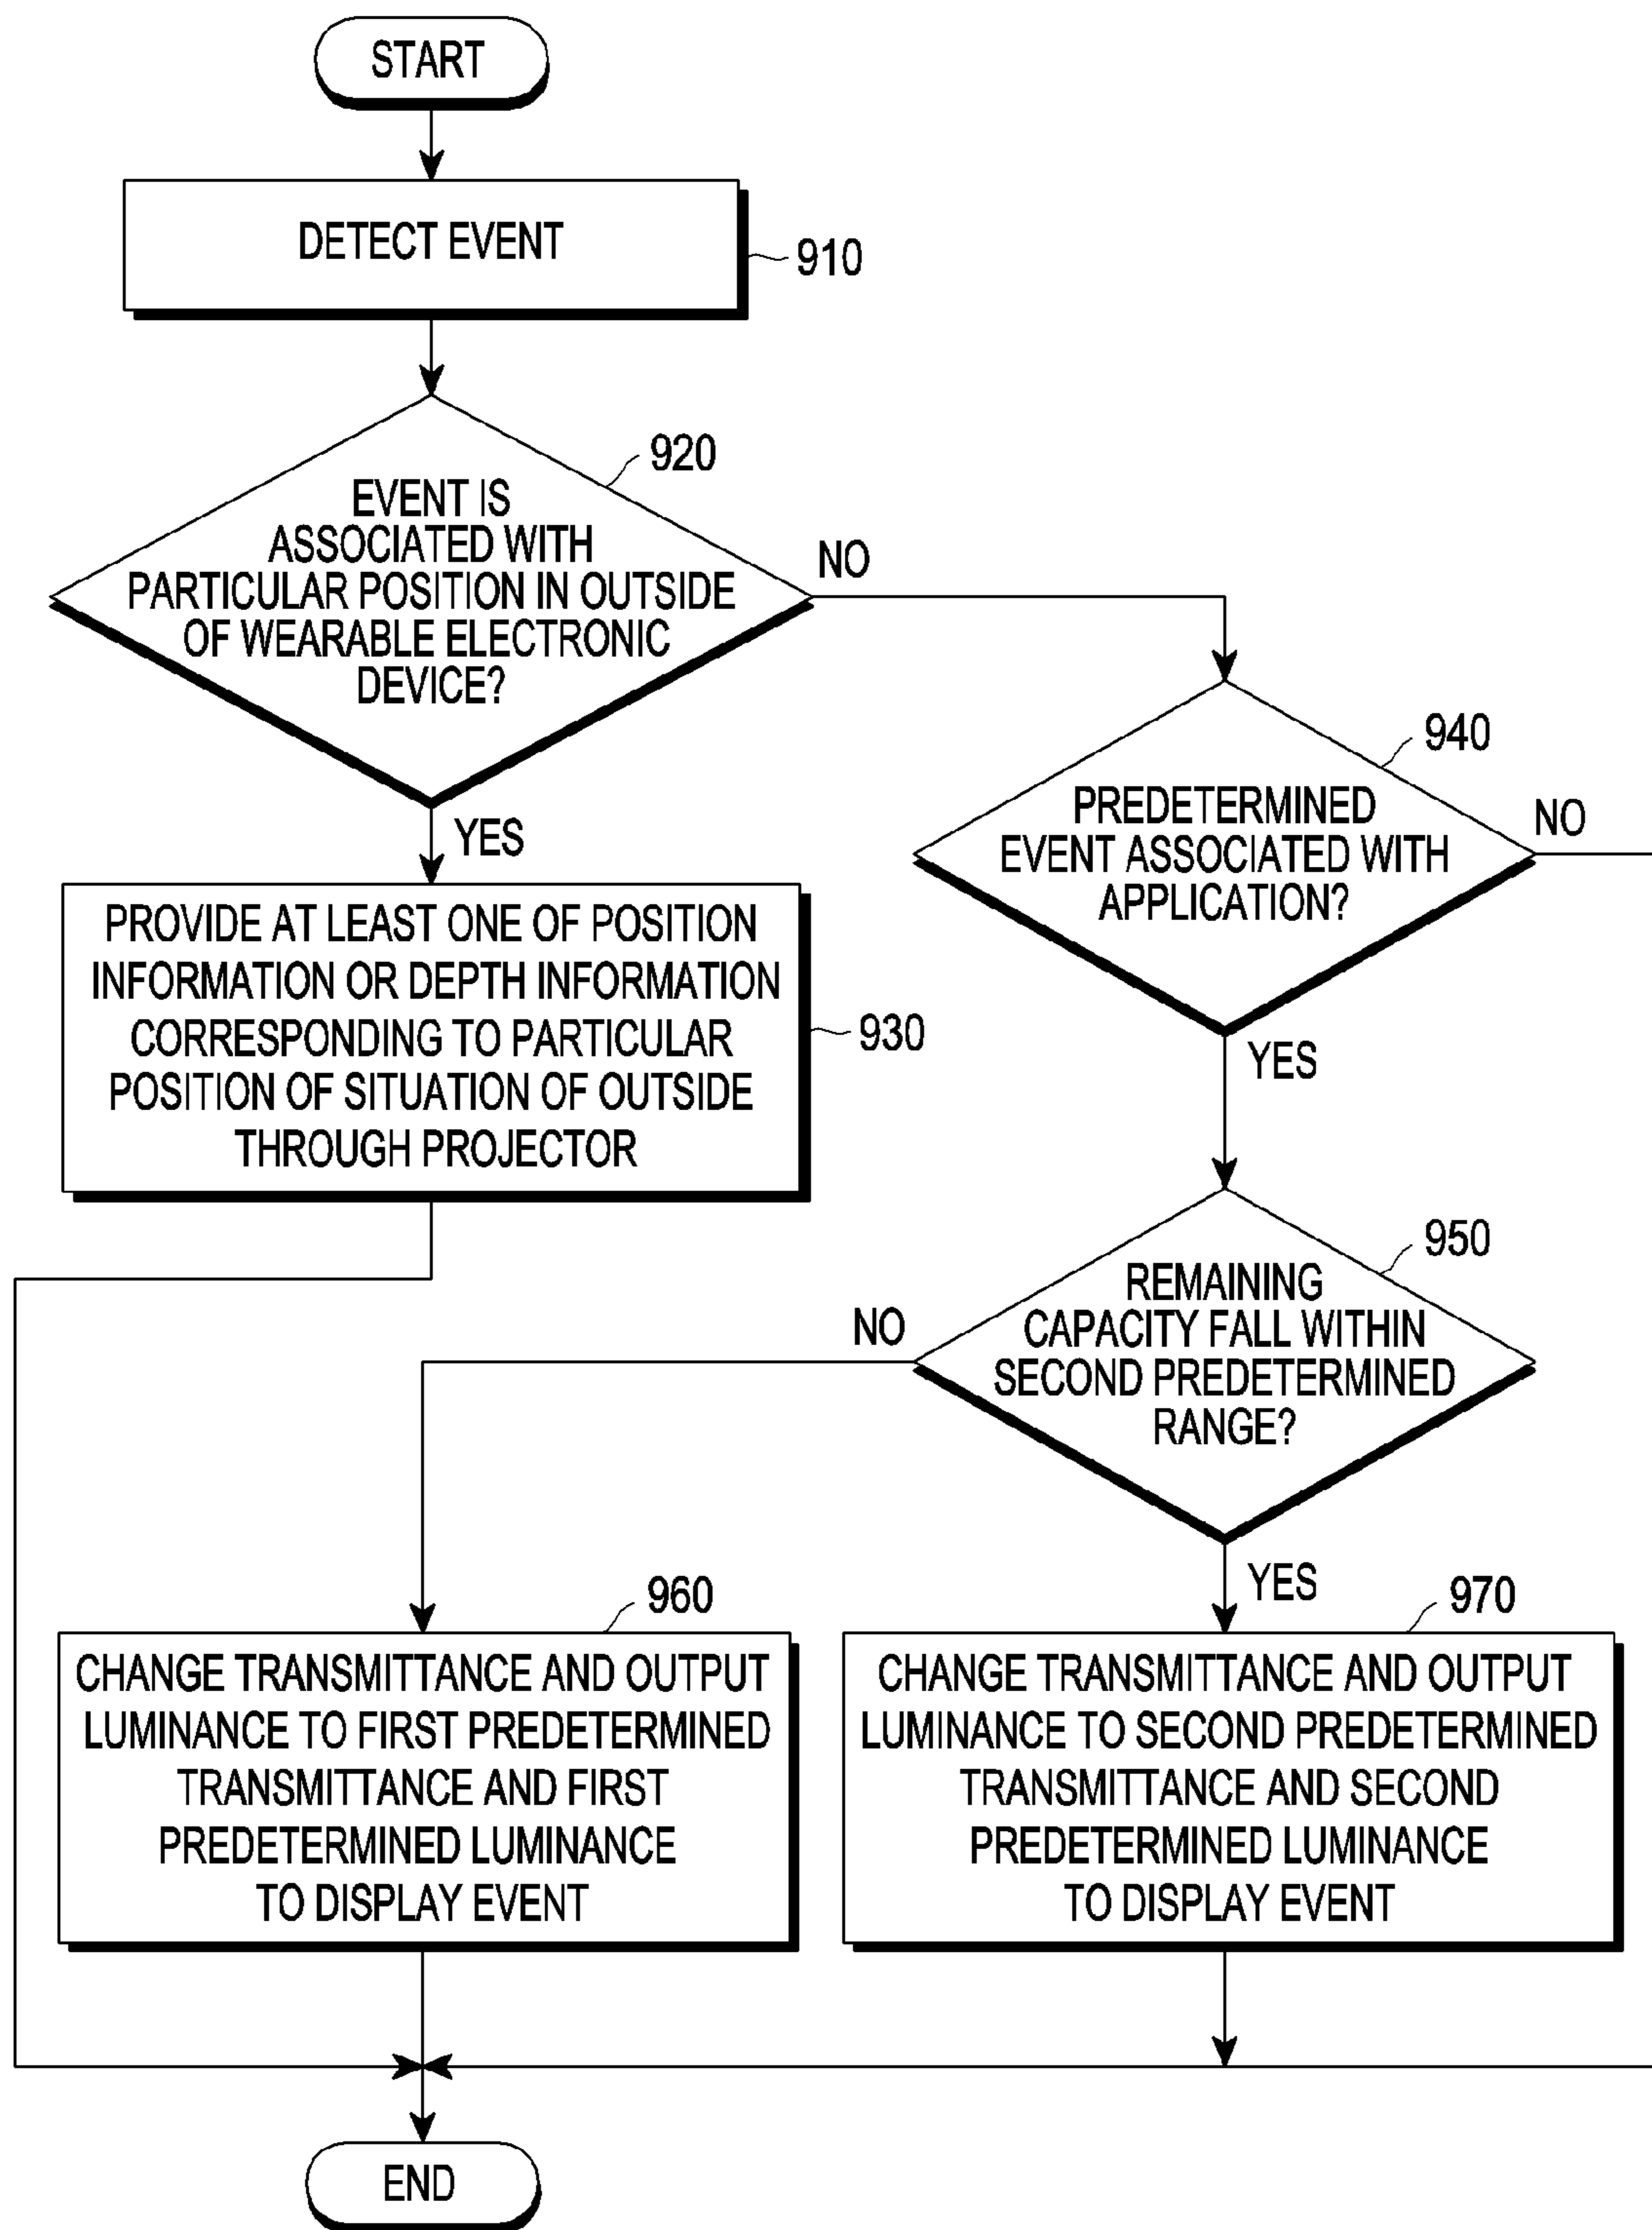 START
DETECT EVENT
910
920
EVENT IS
ASSOCIATED WITH
PARTICULAR POSITION IN OUTSIDE
OF WEARABLE ELECTRONIC
DEVICE?
NO
YES
PROVIDE AT LEAST ONE OF POSITION
INFORMATION OR DEPTH INFORMATION
CORRESPONDING TO PARTICULAR
POSITION OF SITUATION OF OUTSIDE
THROUGH PROJECTOR
930
940
PREDETERMINED
EVENT ASSOCIATED WITH
APPLICATION?
NO
YES
950
REMAINING
CAPACITY FALL WITHIN
SECOND PREDETERMINED
RANGE?
NO
YES
960
CHANGE TRANSMITTANCE AND OUTPUT
LUMINANCE TO FIRST PREDETERMINED
TRANSMITTANCE AND FIRST
PREDETERMINED LUMINANCE
TO DISPLAY EVENT
970
CHANGE TRANSMITTANCE AND OUTPUT
LUMINANCE TO SECOND PREDETERMINED
TRANSMITTANCE AND SECOND
PREDETERMINED LUMINANCE
TO DISPLAY EVENT
END